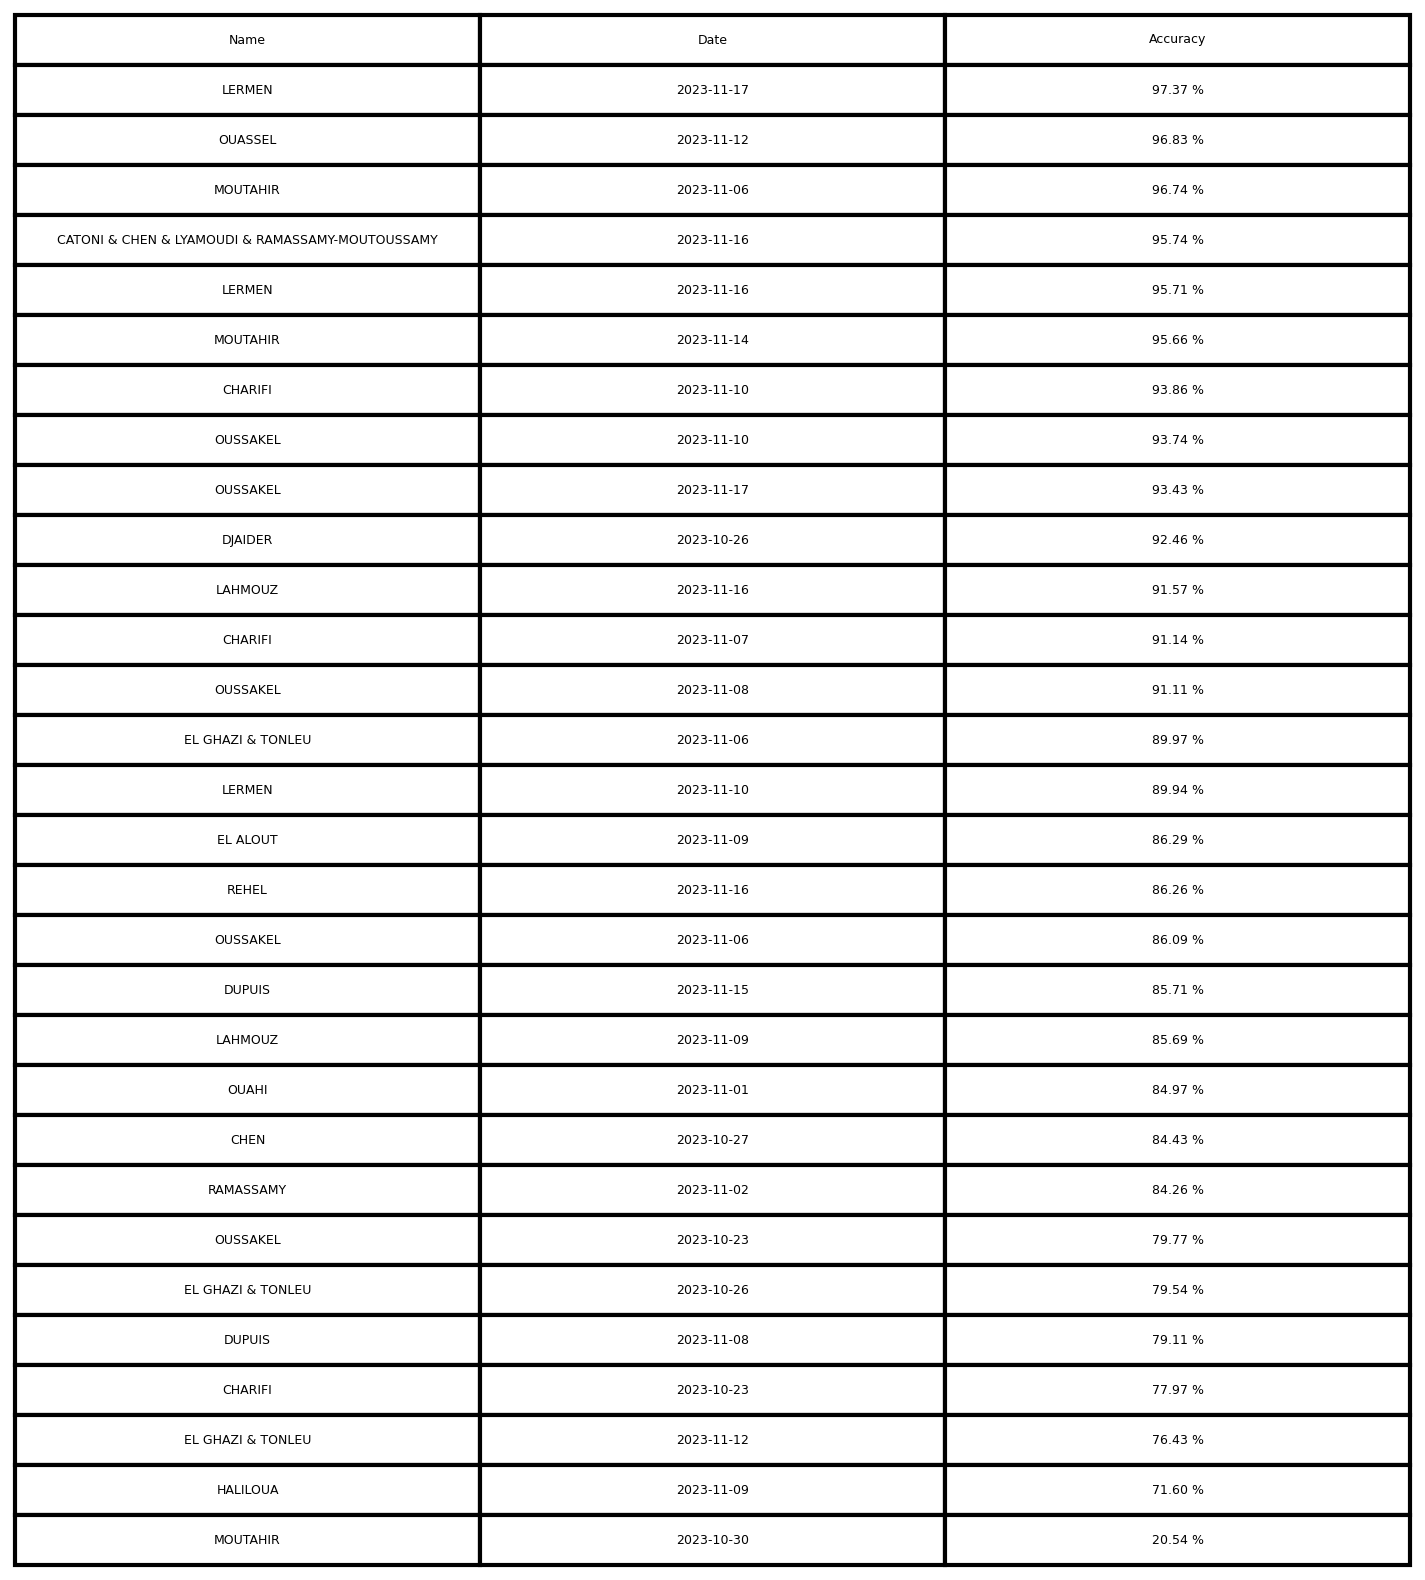 Name Date Accuracy
LERMEN 2023-11-17 97.37 %
OUASSEL 2023-11-12 96.83 %
MOUTAHIR 2023-11-06 96.74 %
CATONI & CHEN & LYAMOUDI & RAMASSAMY-MOUTOUSSAMY 2023-11-16 95.74 %
LERMEN 2023-11-16 95.71 %
MOUTAHIR 2023-11-14 95.66 %
CHARIFI 2023-11-10 93.86 %
OUSSAKEL 2023-11-10 93.74 %
OUSSAKEL 2023-11-17 93.43 %
DJAIDER 2023-10-26 92.46 %
LAHMOUZ 2023-11-16 91.57 %
CHARIFI 2023-11-07 91.14 %
OUSSAKEL 2023-11-08 91.11 %
EL GHAZI & TONLEU 2023-11-06 89.97 %
LERMEN 2023-11-10 89.94 %
EL ALOUT 2023-11-09 86.29 %
REHEL 2023-11-16 86.26 %
OUSSAKEL 2023-11-06 86.09 %
DUPUIS 2023-11-15 85.71 %
LAHMOUZ 2023-11-09 85.69 %
OUAHI 2023-11-01 84.97 %
CHEN 2023-10-27 84.43 %
RAMASSAMY 2023-11-02 84.26 %
OUSSAKEL 2023-10-23 79.77 %
EL GHAZI & TONLEU 2023-10-26 79.54 %
DUPUIS 2023-11-08 79.11 %
CHARIFI 2023-10-23 77.97 %
EL GHAZI & TONLEU 2023-11-12 76.43 %
HALILOUA 2023-11-09 71.60 %
MOUTAHIR 2023-10-30 20.54 %